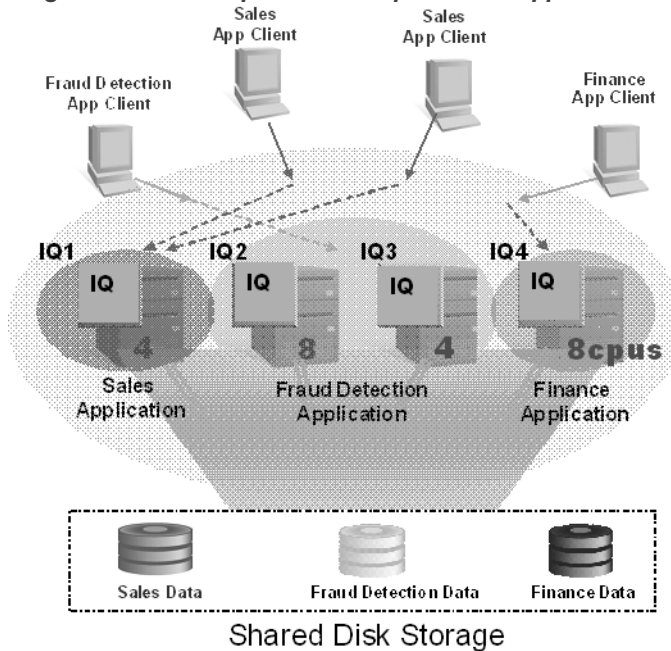 Sales
App Client
Sales
App Client
Fraud Detection
App Client
Finance
App Client
IQ1
IQ2
IQ3
IQ4
IQ
IQ
IQ
IQ
4
8
4
8cpus
Sales
Application
Fraud Detection
Application
Finance
Application
Sales Data
Fraud Detection Data
Finance Data
Shared Disk Storage